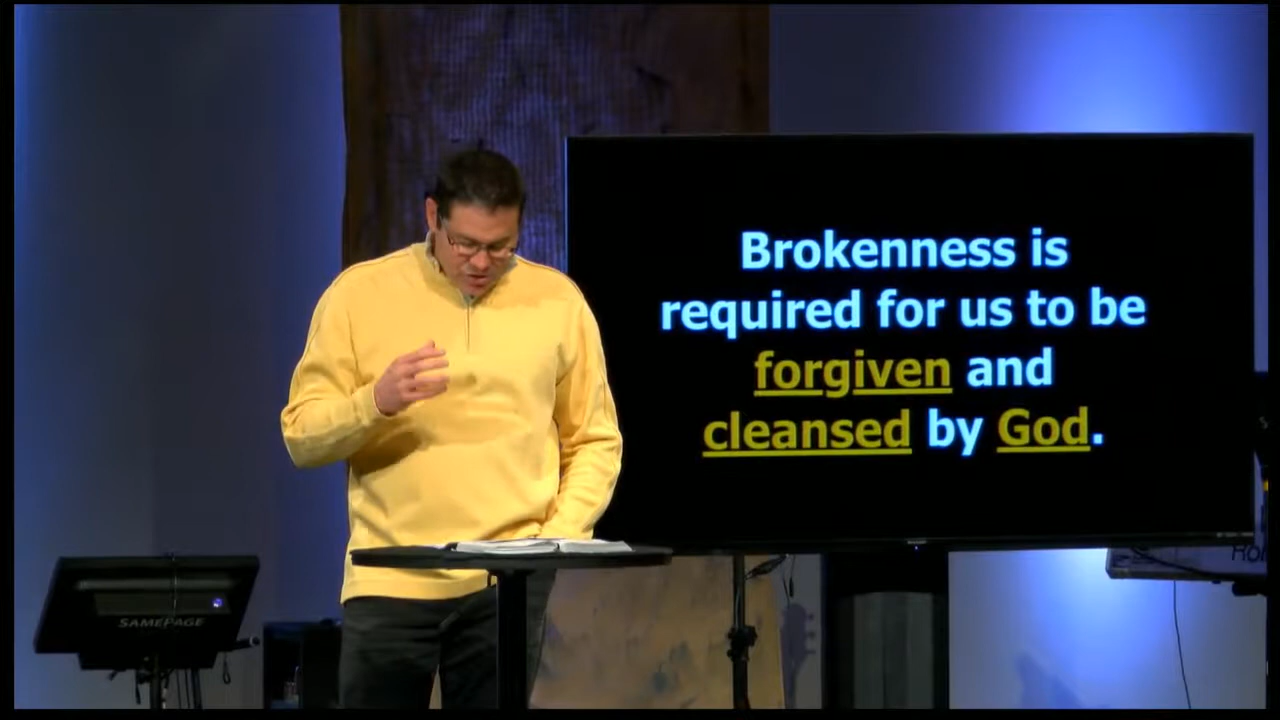 Brokenness is
required for us to be
forgiven and
cleansed by God.
SAMEPAGE